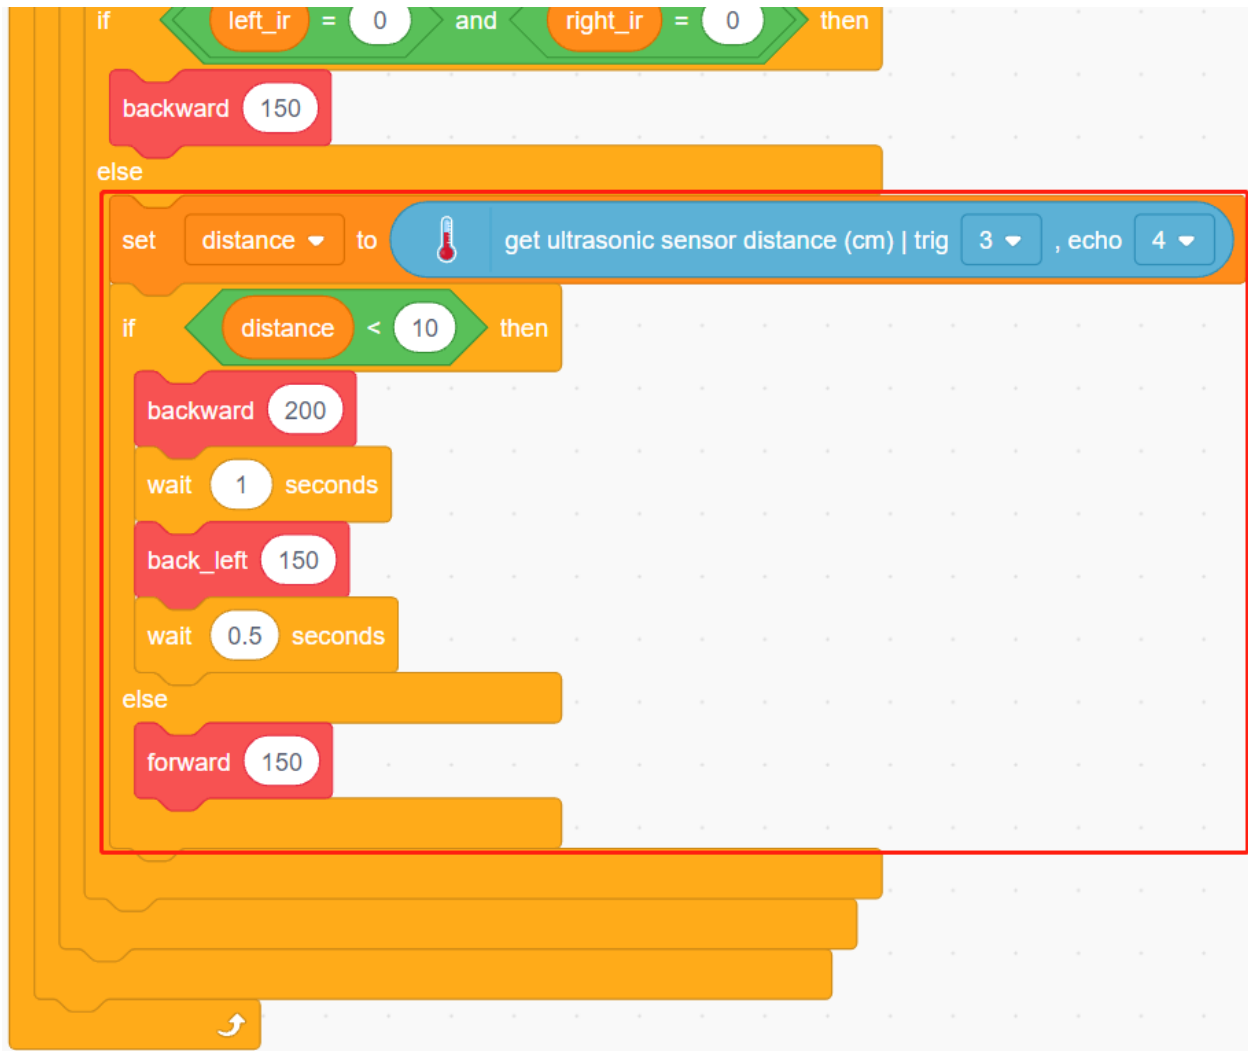 if left_ir = 0 and right_ir = 0 then
backward 150
else
set distance to get ultrasonic sensor distance (cm) | trig 3 , echo 4
if distance < 10 then
backward 200
wait 1 seconds
back_left 150
wait 0.5 seconds
else
forward 150